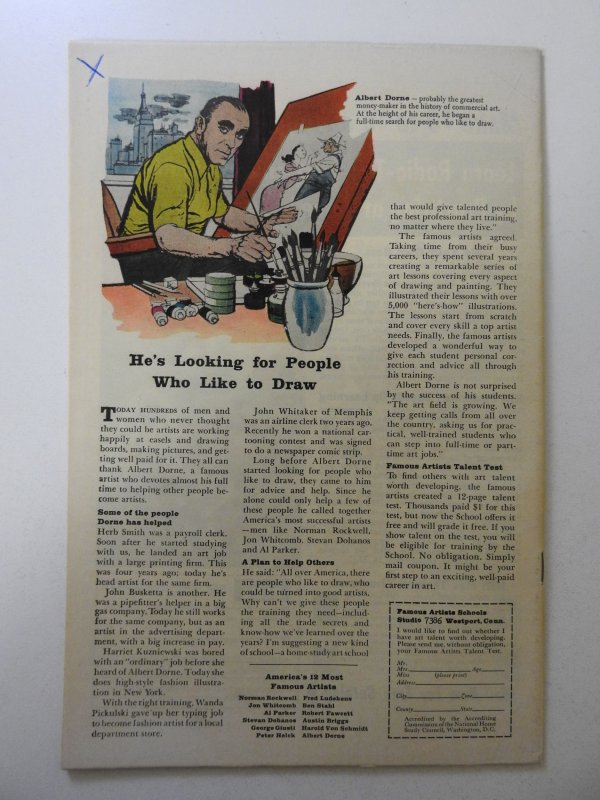 X
Albert Dorne — probably the greatest
money-maker in the history of commercial art.
At the height of his career, he began a
full-time search for people who like to draw.
He's Looking for People
Who Like to Draw
TODAY HUNDREDS of men and
women who never thought
they could be artists are working
happily at easels and drawing
boards, making pictures, and get-
ting well paid for it. They all can
thank Albert Dorne, a famous
artist who devotes almost his full
time to helping other people be-
come artists.
Some of the people
Dorne has helped
Herb Smith was a payroll clerk.
Soon after he started studying
with us, he landed an art job
with a large printing firm. This
was four years ago; today he's
head artist for the same firm.
John Busketta is another. He
was a pipefitter's helper in a big
gas company. Today he still works
for the same company, but as an
artist in the advertising depart-
ment, with a big increase in pay.
Harriet Kuzniewski was bored
with an "ordinary" job before she
heard of Albert Dorne. Today she
does high-style fashion illustra-
tion in New York.
With the right training, Wanda
Pickulski gave up her typing job
to become fashion artist for a local
department store.
John Whitaker of Memphis
was an airline clerk two years ago.
Recently he won a national car-
tooning contest and was signed
to do a newspaper comic strip.
Long before Albert Dorne
started looking for people who
like to draw, they came to him
for advice and help. Since he
alone could only help a few of
these people he called together
America's most successful artists
—men like Norman Rockwell,
Jon Whitcomb, Stevan Dohanos
and Al Parker.
A Plan to Help Others
He said: "All over America, there
are people who like to draw, who
could be turned into good artists.
Why can't we give these people
the training they need—includ-
ing all the trade secrets and
know-how we've learned over the
years? I'm suggesting a new kind
of school—a home study art school
America's 12 Most
Famous Artists
Norman Rockwell Fred Ludekens
Jon Whitcomb Ben Stahl
Al Parker Robert Fawcett
Stevan Dohanos Austin Briggs
George Giusti Harold Von Schmidt
Peter Helck Albert Dorne
that would give talented people
the best professional art training,
no matter where they live."
The famous artists agreed.
Taking time from their busy
careers, they spent several years
creating a remarkable series of
art lessons covering every aspect
of drawing and painting. They
illustrated their lessons with over
5,000 "here's-how" illustrations.
The lessons start from scratch
and cover every skill a top artist
needs. Finally, the famous artists
developed a wonderful way to
give each student personal cor-
rection and advice all through
his training.
Albert Dorne is not surprised
by the success of his students.
"The art field is growing. We
keep getting calls from all over
the country, asking us for prac-
tical, well-trained students who
can step into full-time or part-
time art jobs."
Famous Artists Talent Test
To find others with art talent
worth developing, the famous
artists created a 12-page talent
test. Thousands paid $1 for this
test, but now the School offers it
free and will grade it free. If you
show talent on the test, you will
be eligible for training by the
School. No obligation. Simply
mail coupon. It might be your
first step to an exciting, well-paid
career in art.
Famous Artists Schools
Studio 7386 Westport, Conn.
I would like to find out whether I
have art talent worth developing.
Please send me, without obligation,
your Famous Artists Talent Test.
Mr.
Mrs. Age
Miss (please print)
Address
City Zone
County State
Accredited by the Accrediting
Commission of the National Home
Study Council, Washington, D.C.